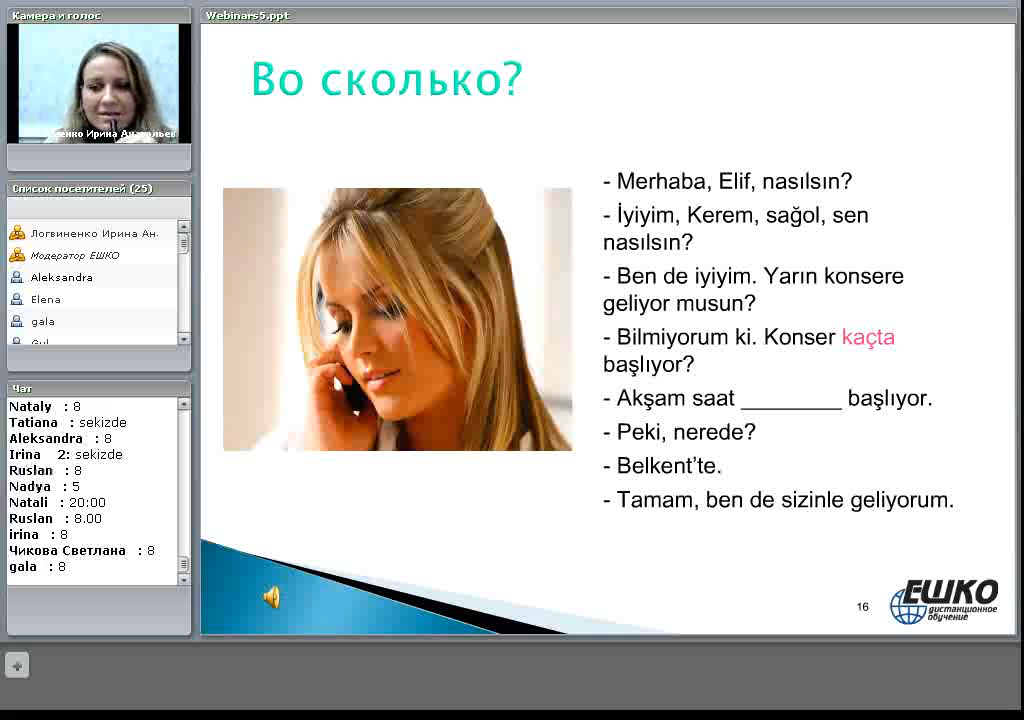 Камера и голос
енко Ирина Анатольев
Список посетителей (25)
Логвиненко Ирина Ан.
Модератор ЕШКО
Aleksandra
Elena
gala
Gul
Чат
Nataly : 8
Tatiana : sekizde
Aleksandra : 8
Irina 2: sekizde
Ruslan : 8
Nadya : 5
Natali : 20:00
Ruslan : 8.00
irina : 8
Чикова Светлана : 8
gala : 8
Webinars5.ppt
Во сколько?
- Merhaba, Elif, nasılsın?
- İyiyim, Kerem, sağol, sen
nasılsın?
- Ben de iyiyim. Yarın konsere
geliyor musun?
- Bilmiyorum ki. Konser kaçta
başlıyor?
- Akşam saat ________ başlıyor.
- Peki, nerede?
- Belkent’te.
- Tamam, ben de sizinle geliyorum.
16
ЕШКО
дистанционное
обучение